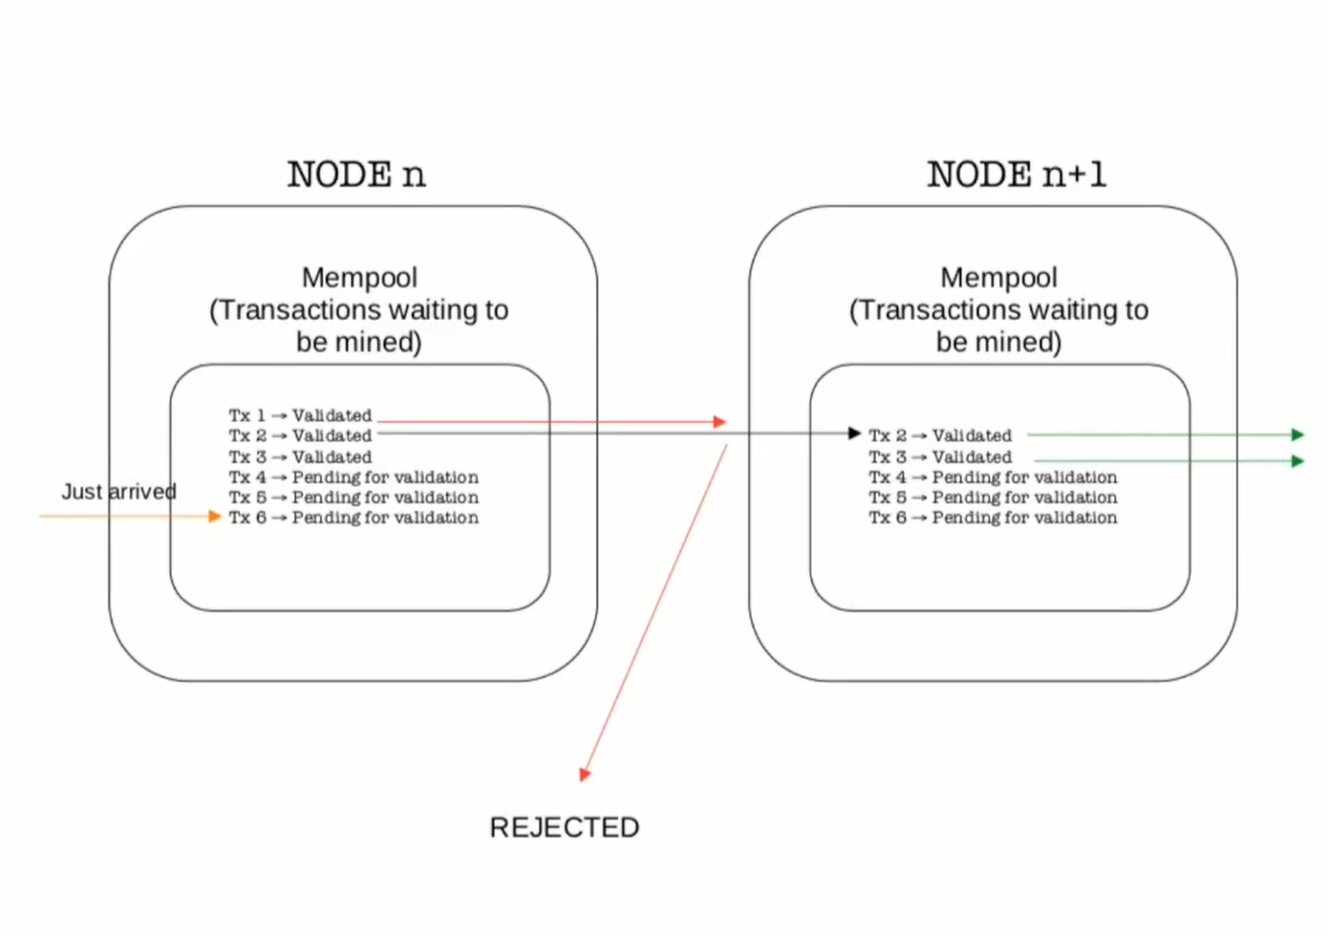 NODE n
Mempool
(Transactions waiting to
be mined)
Tx 1 → Validated
Tx 2 → Validated
Tx 3 → Validated
Tx 4 → Pending for validation
Tx 5 → Pending for validation
Tx 6 → Pending for validation
Just arrived
NODE n+1
Mempool
(Transactions waiting to
be mined)
Tx 2 → Validated
Tx 3 → Validated
Tx 4 → Pending for validation
Tx 5 → Pending for validation
Tx 6 → Pending for validation
REJECTED